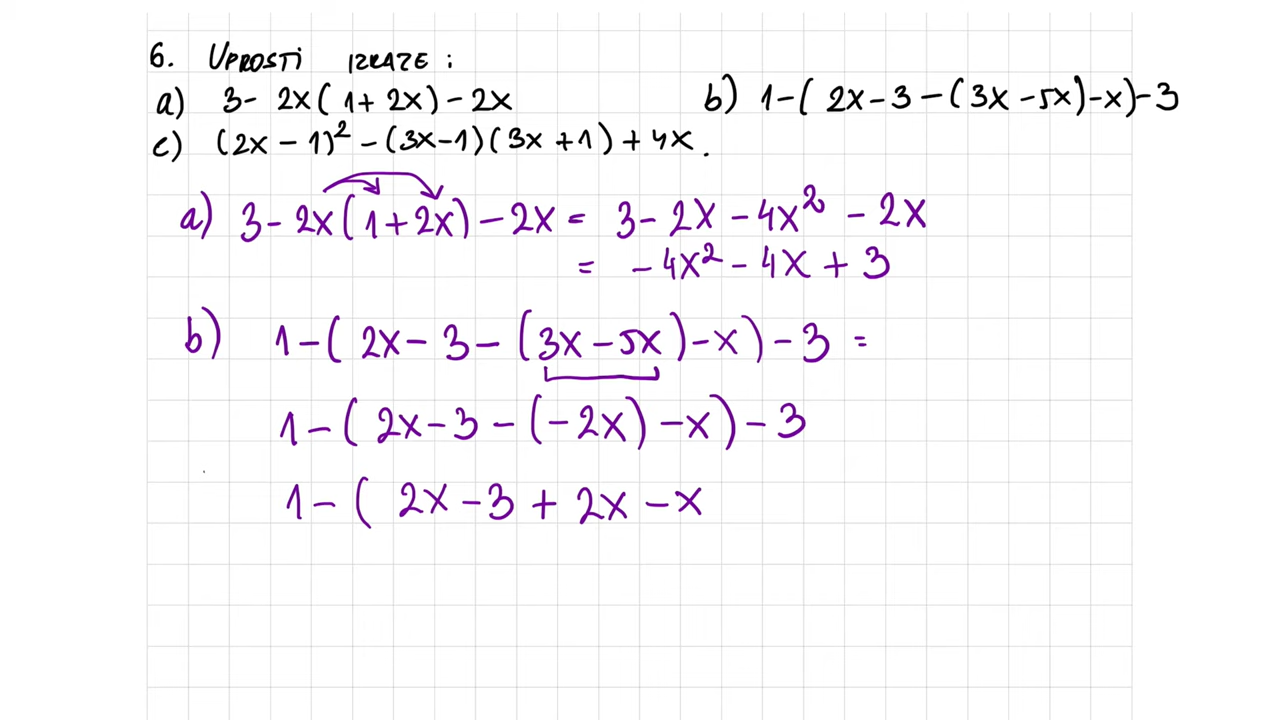 6. UPROSTI IZRAZE :
a) 3- 2x( 1+ 2x) - 2x b) 1-( 2x-3-(3x-5x)-x)-3
c) (2x - 1)² -(3x-1)(3x+1) + 4x.
a) 3 - 2x(1+2x) - 2x = 3 - 2x - 4x² - 2x
= - 4x² - 4x + 3
b) 1-( 2x-3-(3x-5x)-x)-3 =
1-( 2x-3-(-2x)-x)-3
1-( 2x-3+2x-x